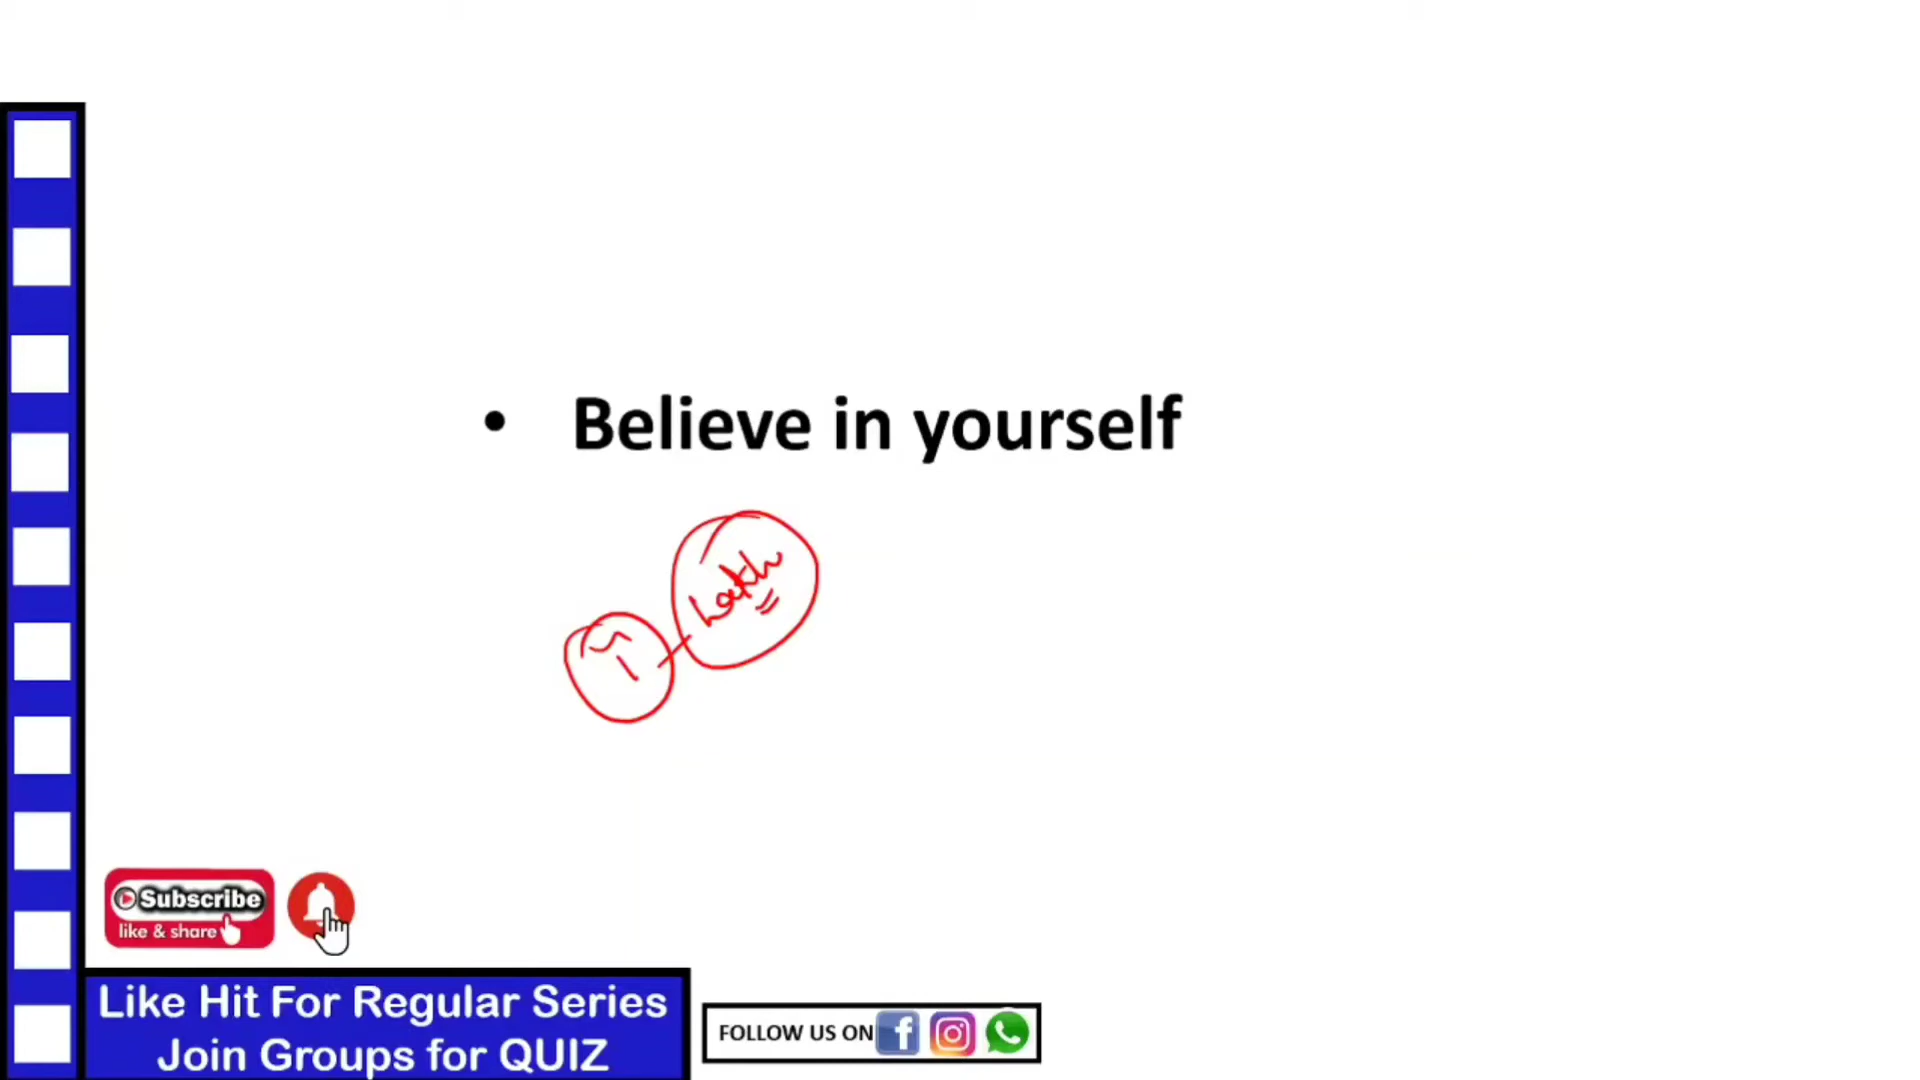 • Believe in yourself
Subscribe
like & share
Like Hit For Regular Series
Join Groups for QUIZ
FOLLOW US ON